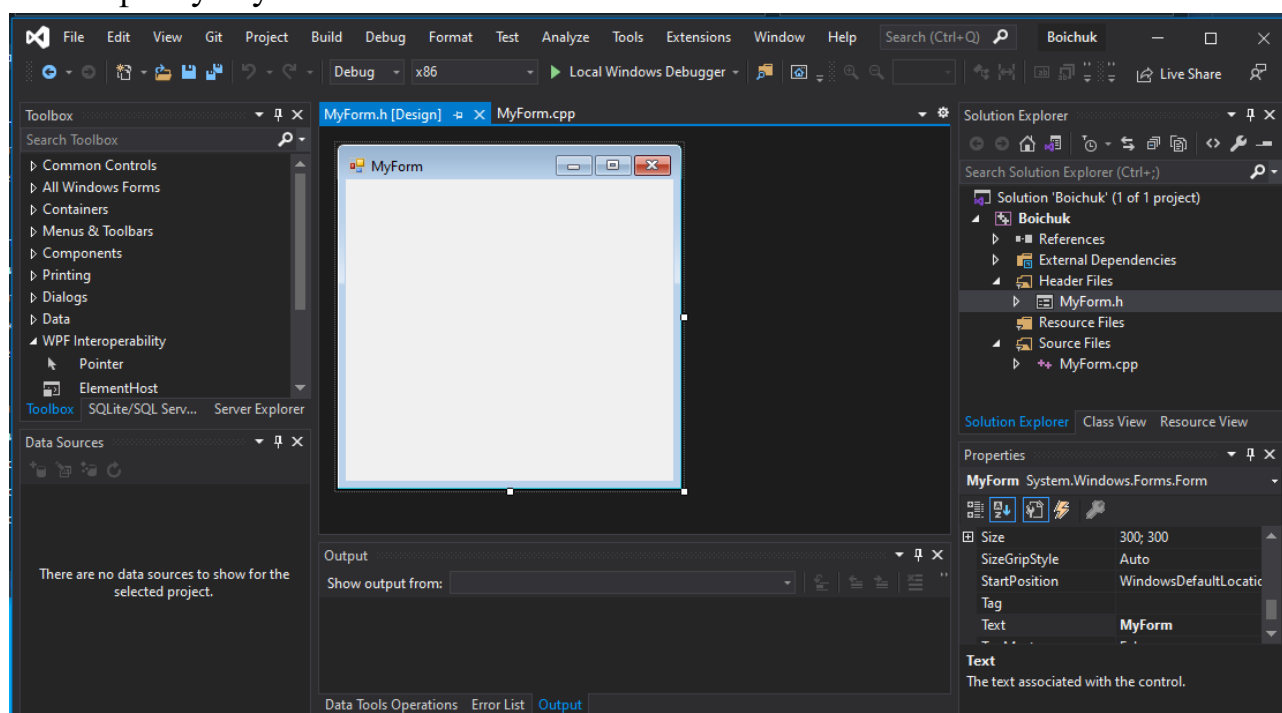 File Edit View Git Project Build Debug Format Test Analyze Tools Extensions Window Help Search (Ctrl+Q) Boichuk
Debug x86 Local Windows Debugger Live Share
Toolbox
Search Toolbox
Common Controls
All Windows Forms
Containers
Menus & Toolbars
Components
Printing
Dialogs
Data
WPF Interoperability
Pointer
ElementHost
Toolbox SQLite/SQL Serv... Server Explorer
Data Sources
There are no data sources to show for the
selected project.
MyForm.h [Design] MyForm.cpp
MyForm
Output
Show output from:
Data Tools Operations Error List Output
Solution Explorer
Search Solution Explorer (Ctrl+;)
Solution 'Boichuk' (1 of 1 project)
Boichuk
References
External Dependencies
Header Files
MyForm.h
Resource Files
Source Files
MyForm.cpp
Solution Explorer Class View Resource View
Properties
MyForm System.Windows.Forms.Form
Size 300; 300
SizeGripStyle Auto
StartPosition WindowsDefaultLocatic
Tag
Text MyForm
Text
The text associated with the control.